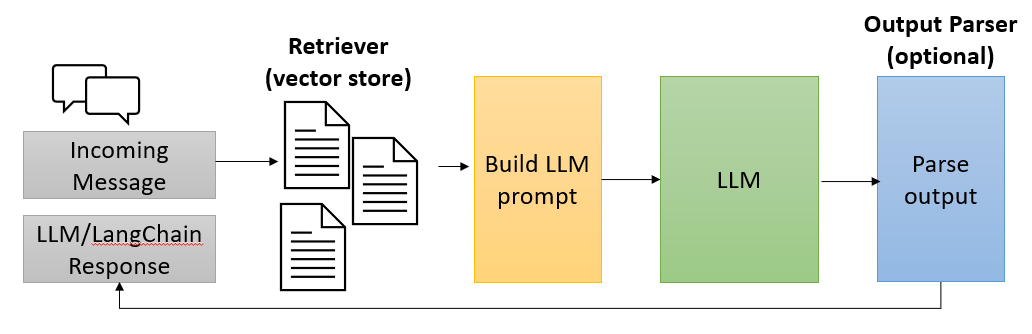 Incoming
Message
LLM/LangChain
Response
Retriever
(vector store)
Build LLM
prompt
LLM
Output Parser
(optional)
Parse
output